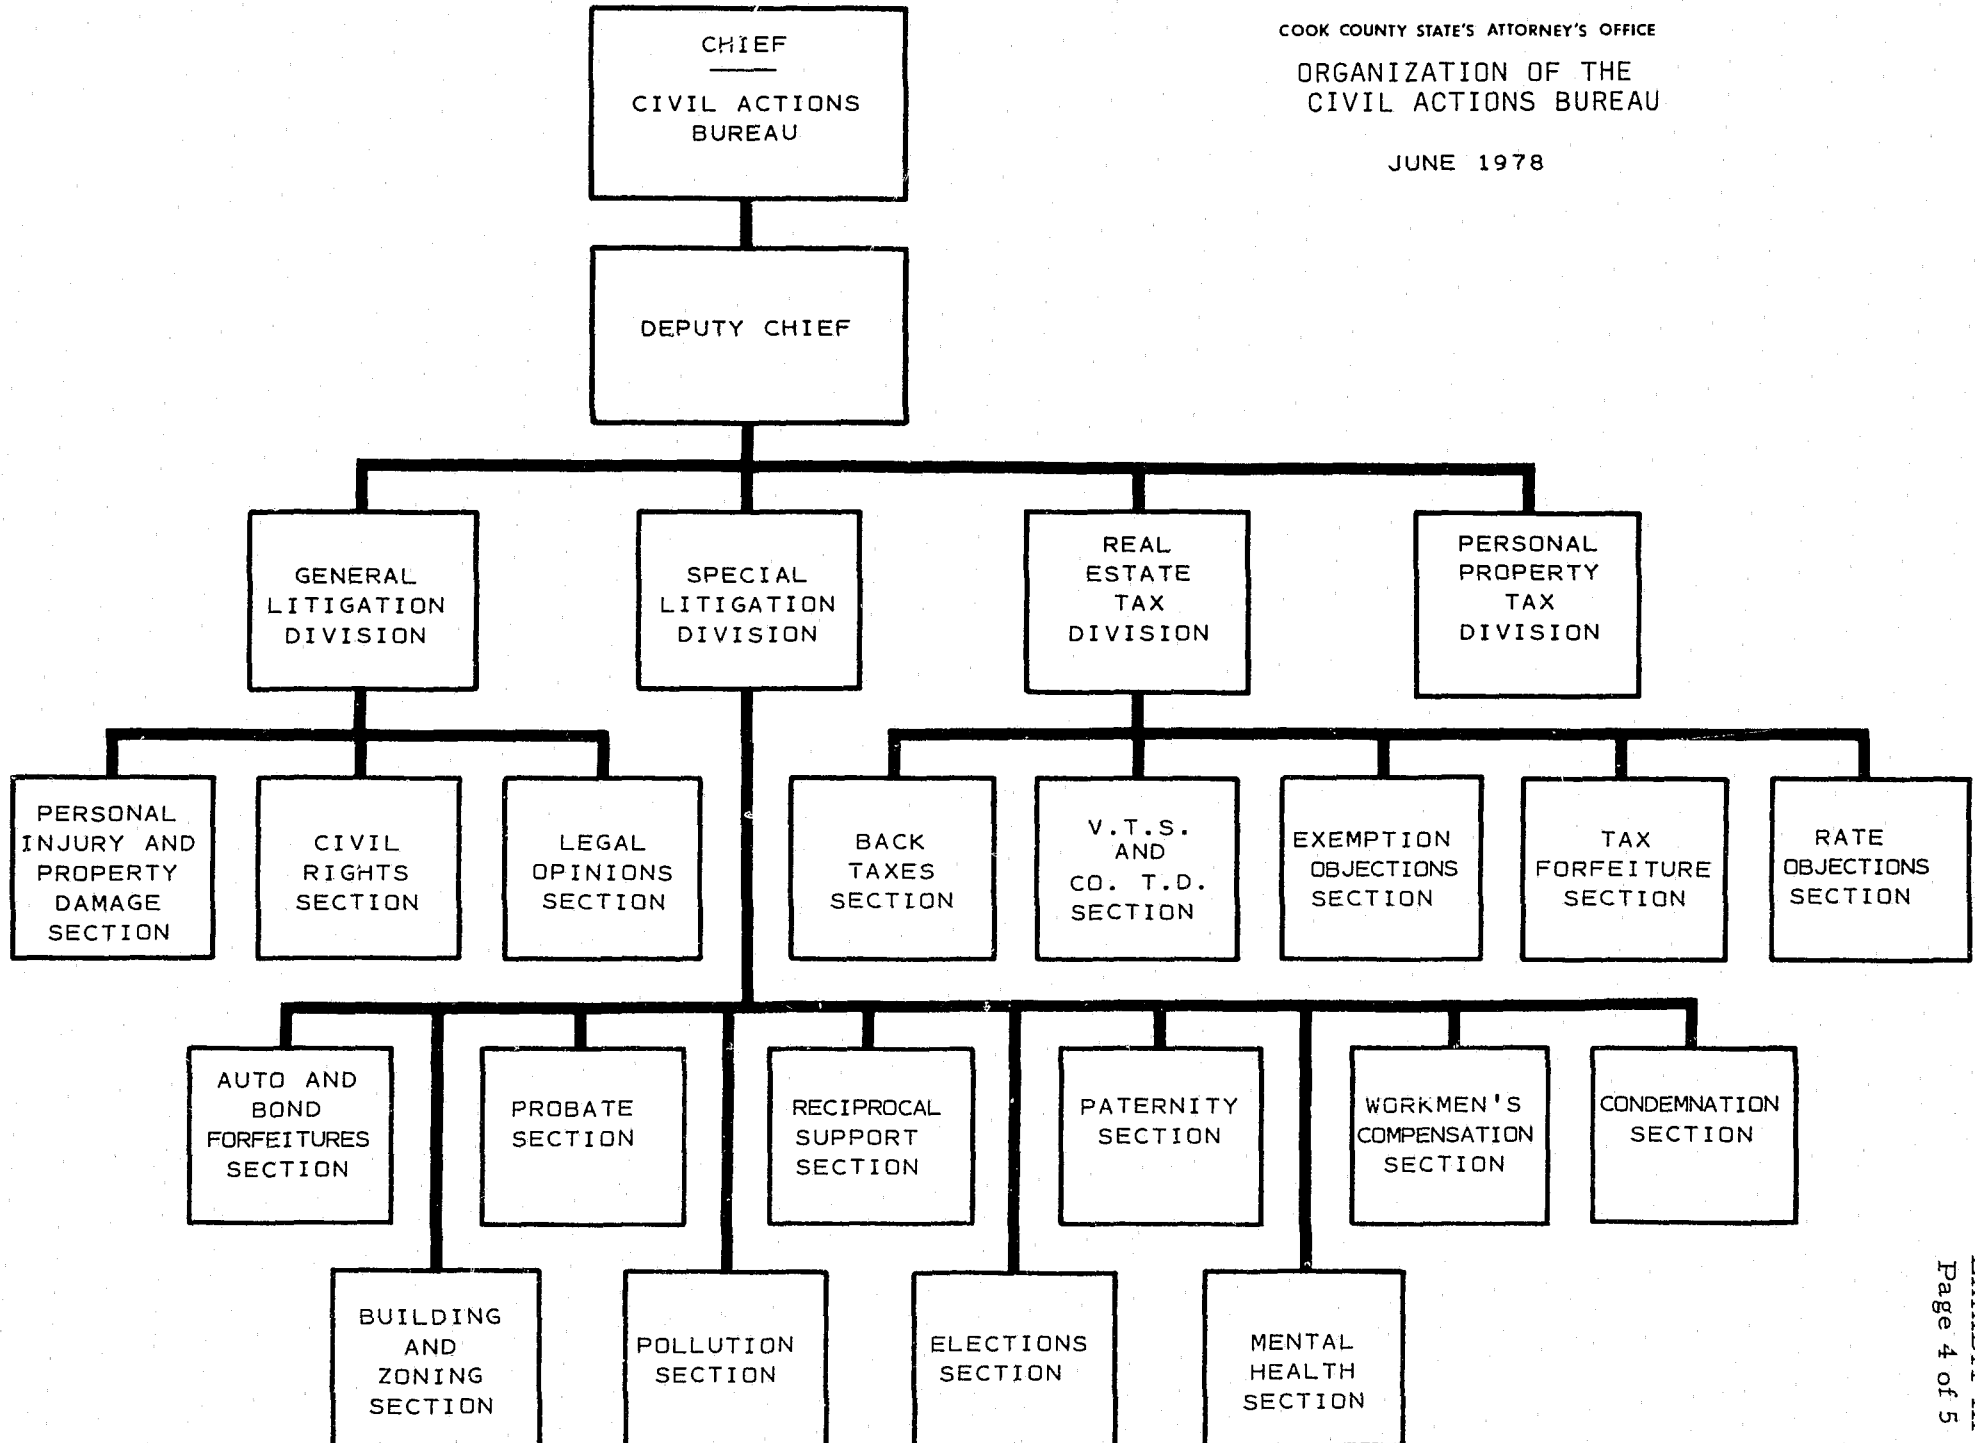 COOK COUNTY STATE'S ATTORNEY'S OFFICE
ORGANIZATION OF THE
CIVIL ACTIONS BUREAU
JUNE 1978
CHIEF
CIVIL ACTIONS
BUREAU
DEPUTY CHIEF
GENERAL
LITIGATION
DIVISION
SPECIAL
LITIGATION
DIVISION
REAL
ESTATE
TAX
DIVISION
PERSONAL
PROPERTY
TAX
DIVISION
PERSONAL
INJURY AND
PROPERTY
DAMAGE
SECTION
CIVIL
RIGHTS
SECTION
LEGAL
OPINIONS
SECTION
BACK
TAXES
SECTION
V.T.S.
AND
CO. T.D.
SECTION
EXEMPTION
OBJECTIONS
SECTION
TAX
FORFEITURE
SECTION
RATE
OBJECTIONS
SECTION
AUTO AND
BOND
FORFEITURES
SECTION
PROBATE
SECTION
RECIPROCAL
SUPPORT
SECTION
PATERNITY
SECTION
WORKMEN'S
COMPENSATION
SECTION
CONDEMNATION
SECTION
BUILDING
AND
ZONING
SECTION
POLLUTION
SECTION
ELECTIONS
SECTION
MENTAL
HEALTH
SECTION
Page 4 of 5